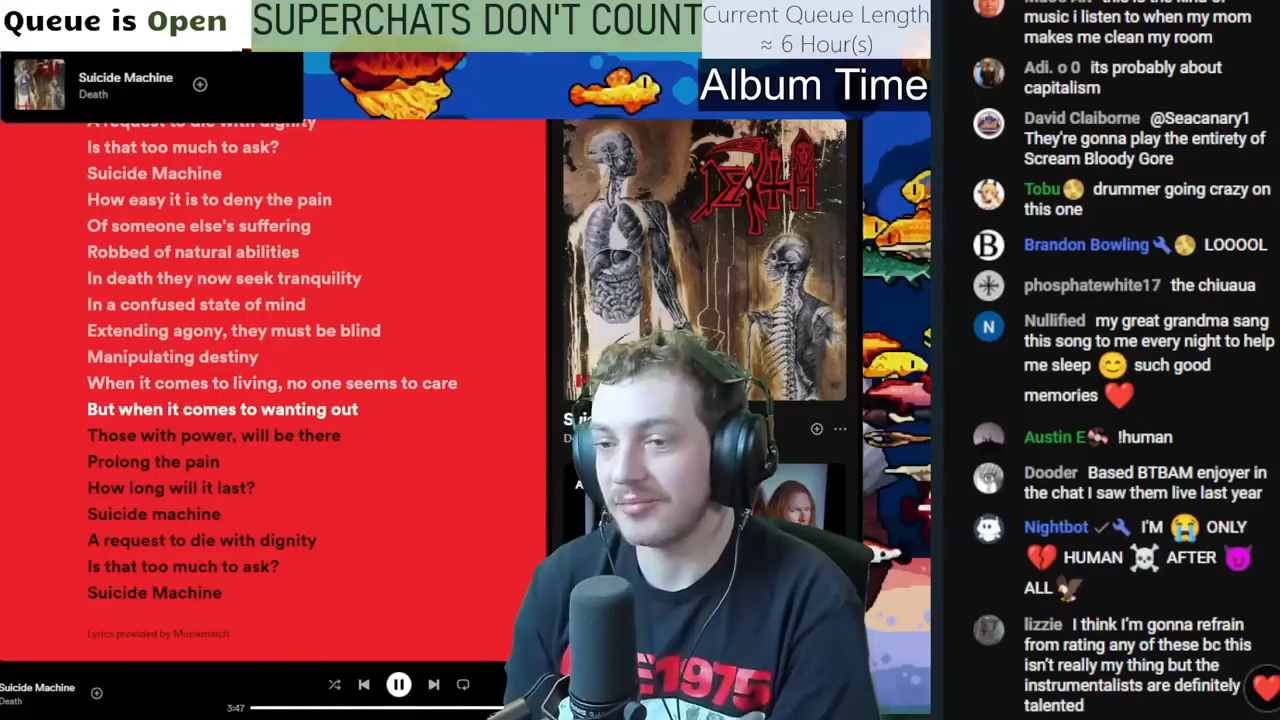 Queue is Open
SUPERCHATS DON'T COUNT
Current Queue Length
≈ 6 Hour(s)
Album Time
Suicide Machine
Death
A request to die with dignity
Is that too much to ask?
Suicide Machine
How easy it is to deny the pain
Of someone else's suffering
Robbed of natural abilities
In death they now seek tranquility
In a confused state of mind
Extending agony, they must be blind
Manipulating destiny
When it comes to living, no one seems to care
But when it comes to wanting out
Those with power, will be there
Prolong the pain
How long will it last?
Suicide machine
A request to die with dignity
Is that too much to ask?
Suicide Machine
Lyrics provided by Musixmatch
DEATH
Sui
De
A
E1975
Suicide Machine
Death
3:47
music i listen to when my mom
makes me clean my room
Adi. o 0 its probably about
capitalism
David Claiborne @Seacanary1
They're gonna play the entirety of
Scream Bloody Gore
Tobu drummer going crazy on
this one
B
Brandon Bowling LOOOOL
phosphatewhite17 the chiuaua
N
Nullified my great grandma sang
this song to me every night to help
me sleep 😊 such good
memories ❤️
Austin E !human
Dooder Based BTBAM enjoyer in
the chat I saw them live last year
Nightbot I'M 😭 ONLY
💔 HUMAN ☠️ AFTER 😈
ALL 🦅
lizzie I think I'm gonna refrain
from rating any of these bc this
isn't really my thing but the
instrumentalists are definitely
talented